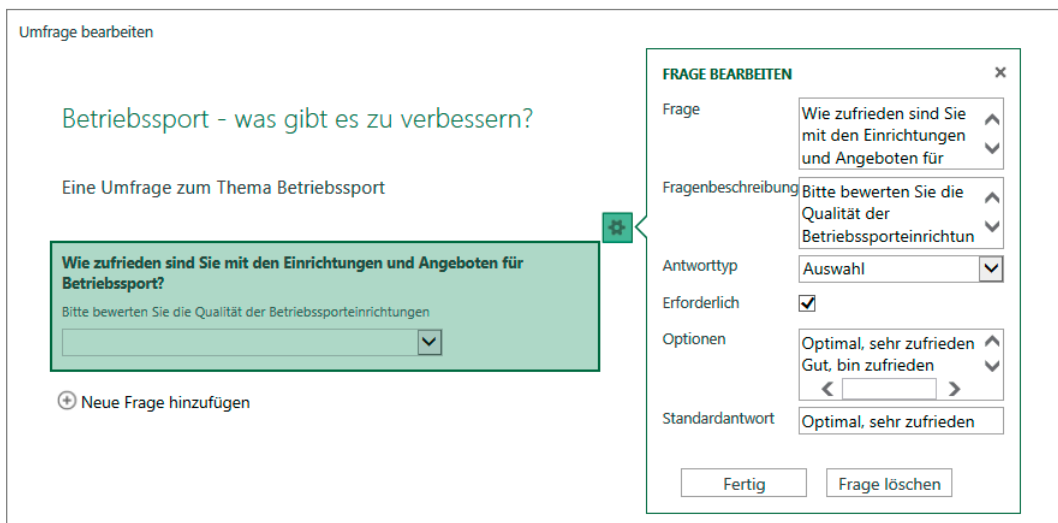 Umfrage bearbeiten
Betriebssport - was gibt es zu verbessern?
Eine Umfrage zum Thema Betriebssport
Wie zufrieden sind Sie mit den Einrichtungen und Angeboten für
Betriebssport?
Bitte bewerten Sie die Qualität der Betriebssporteinrichtungen
Neue Frage hinzufügen
FRAGE BEARBEITEN
Frage
Wie zufrieden sind Sie
mit den Einrichtungen
und Angeboten für
Fragenbeschreibung
Bitte bewerten Sie die
Qualität der
Betriebssporteinrichtun
Antworttyp
Auswahl
Erforderlich
Optionen
Optimal, sehr zufrieden
Gut, bin zufrieden
Standardantwort
Optimal, sehr zufrieden
Fertig
Frage löschen